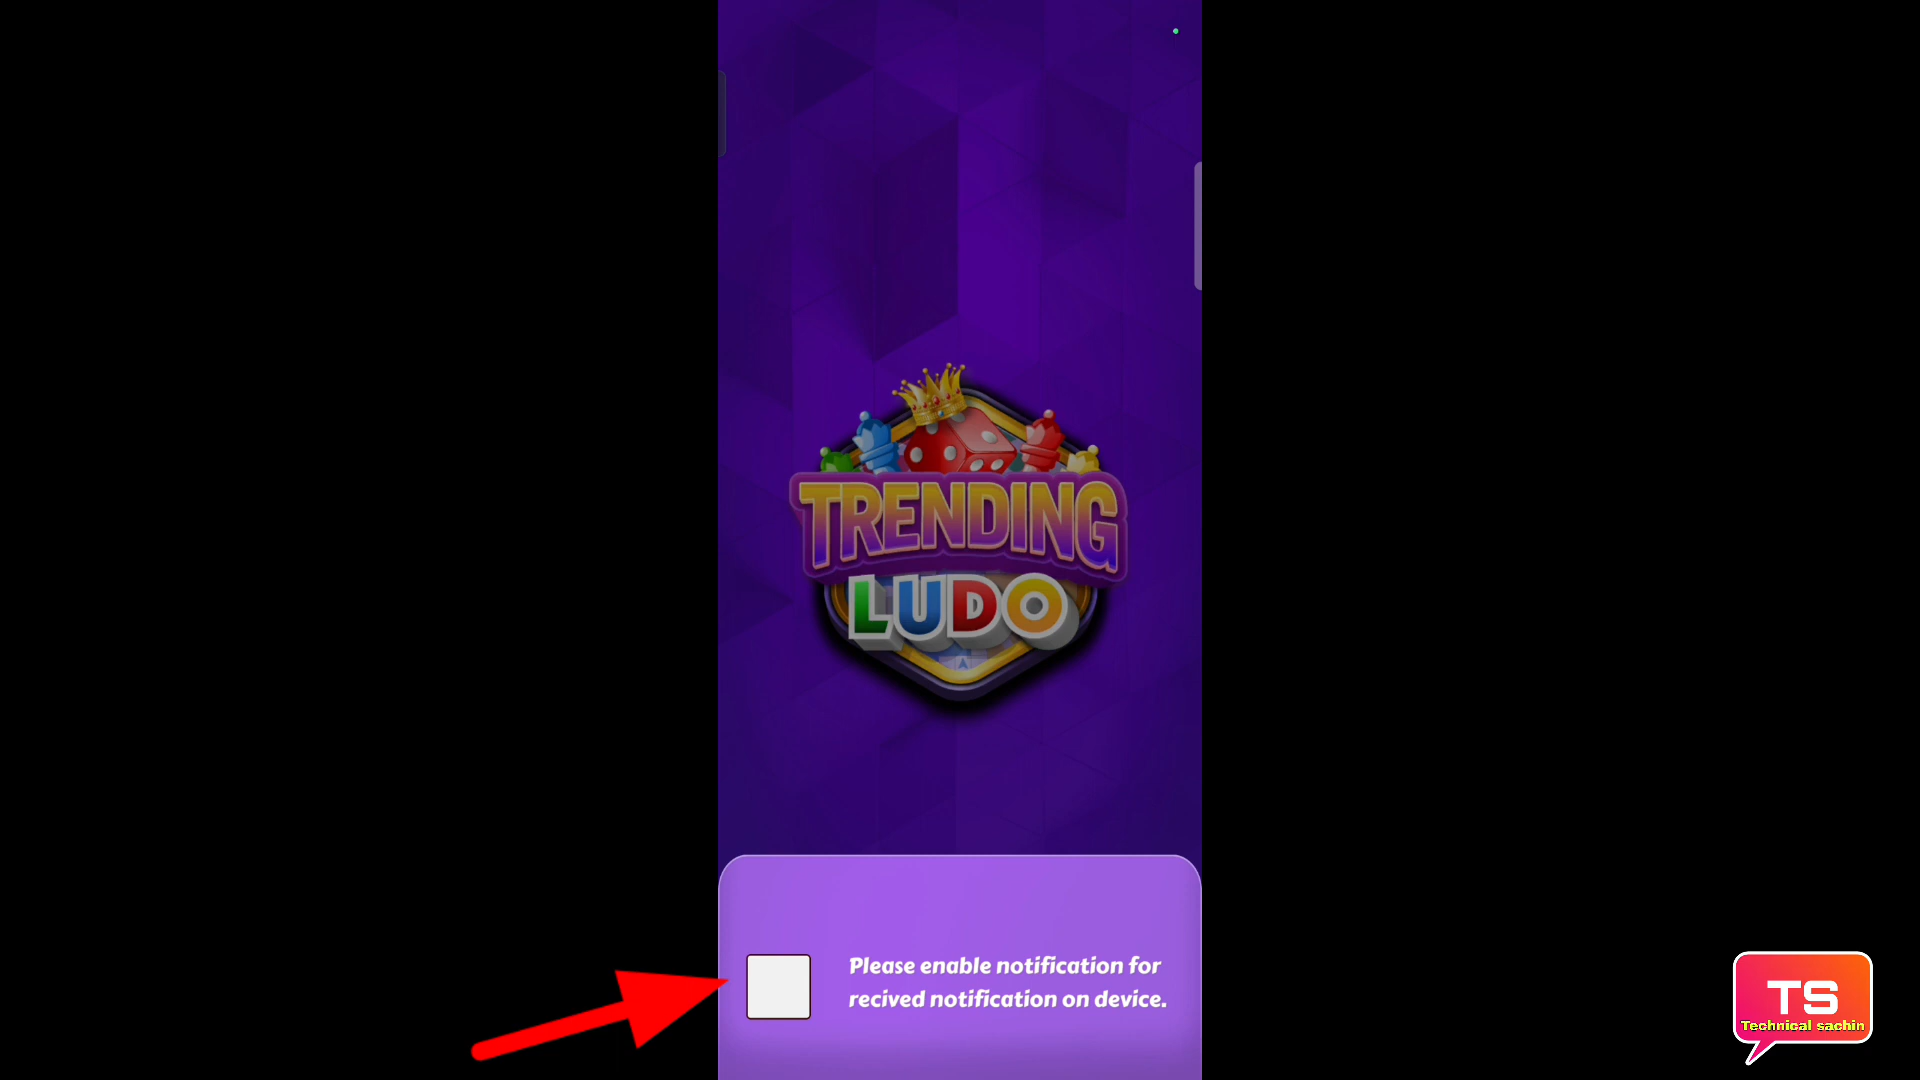 TRENDING
LUDO
Please enable notification for
recived notification on device.
TS
Technical sachin